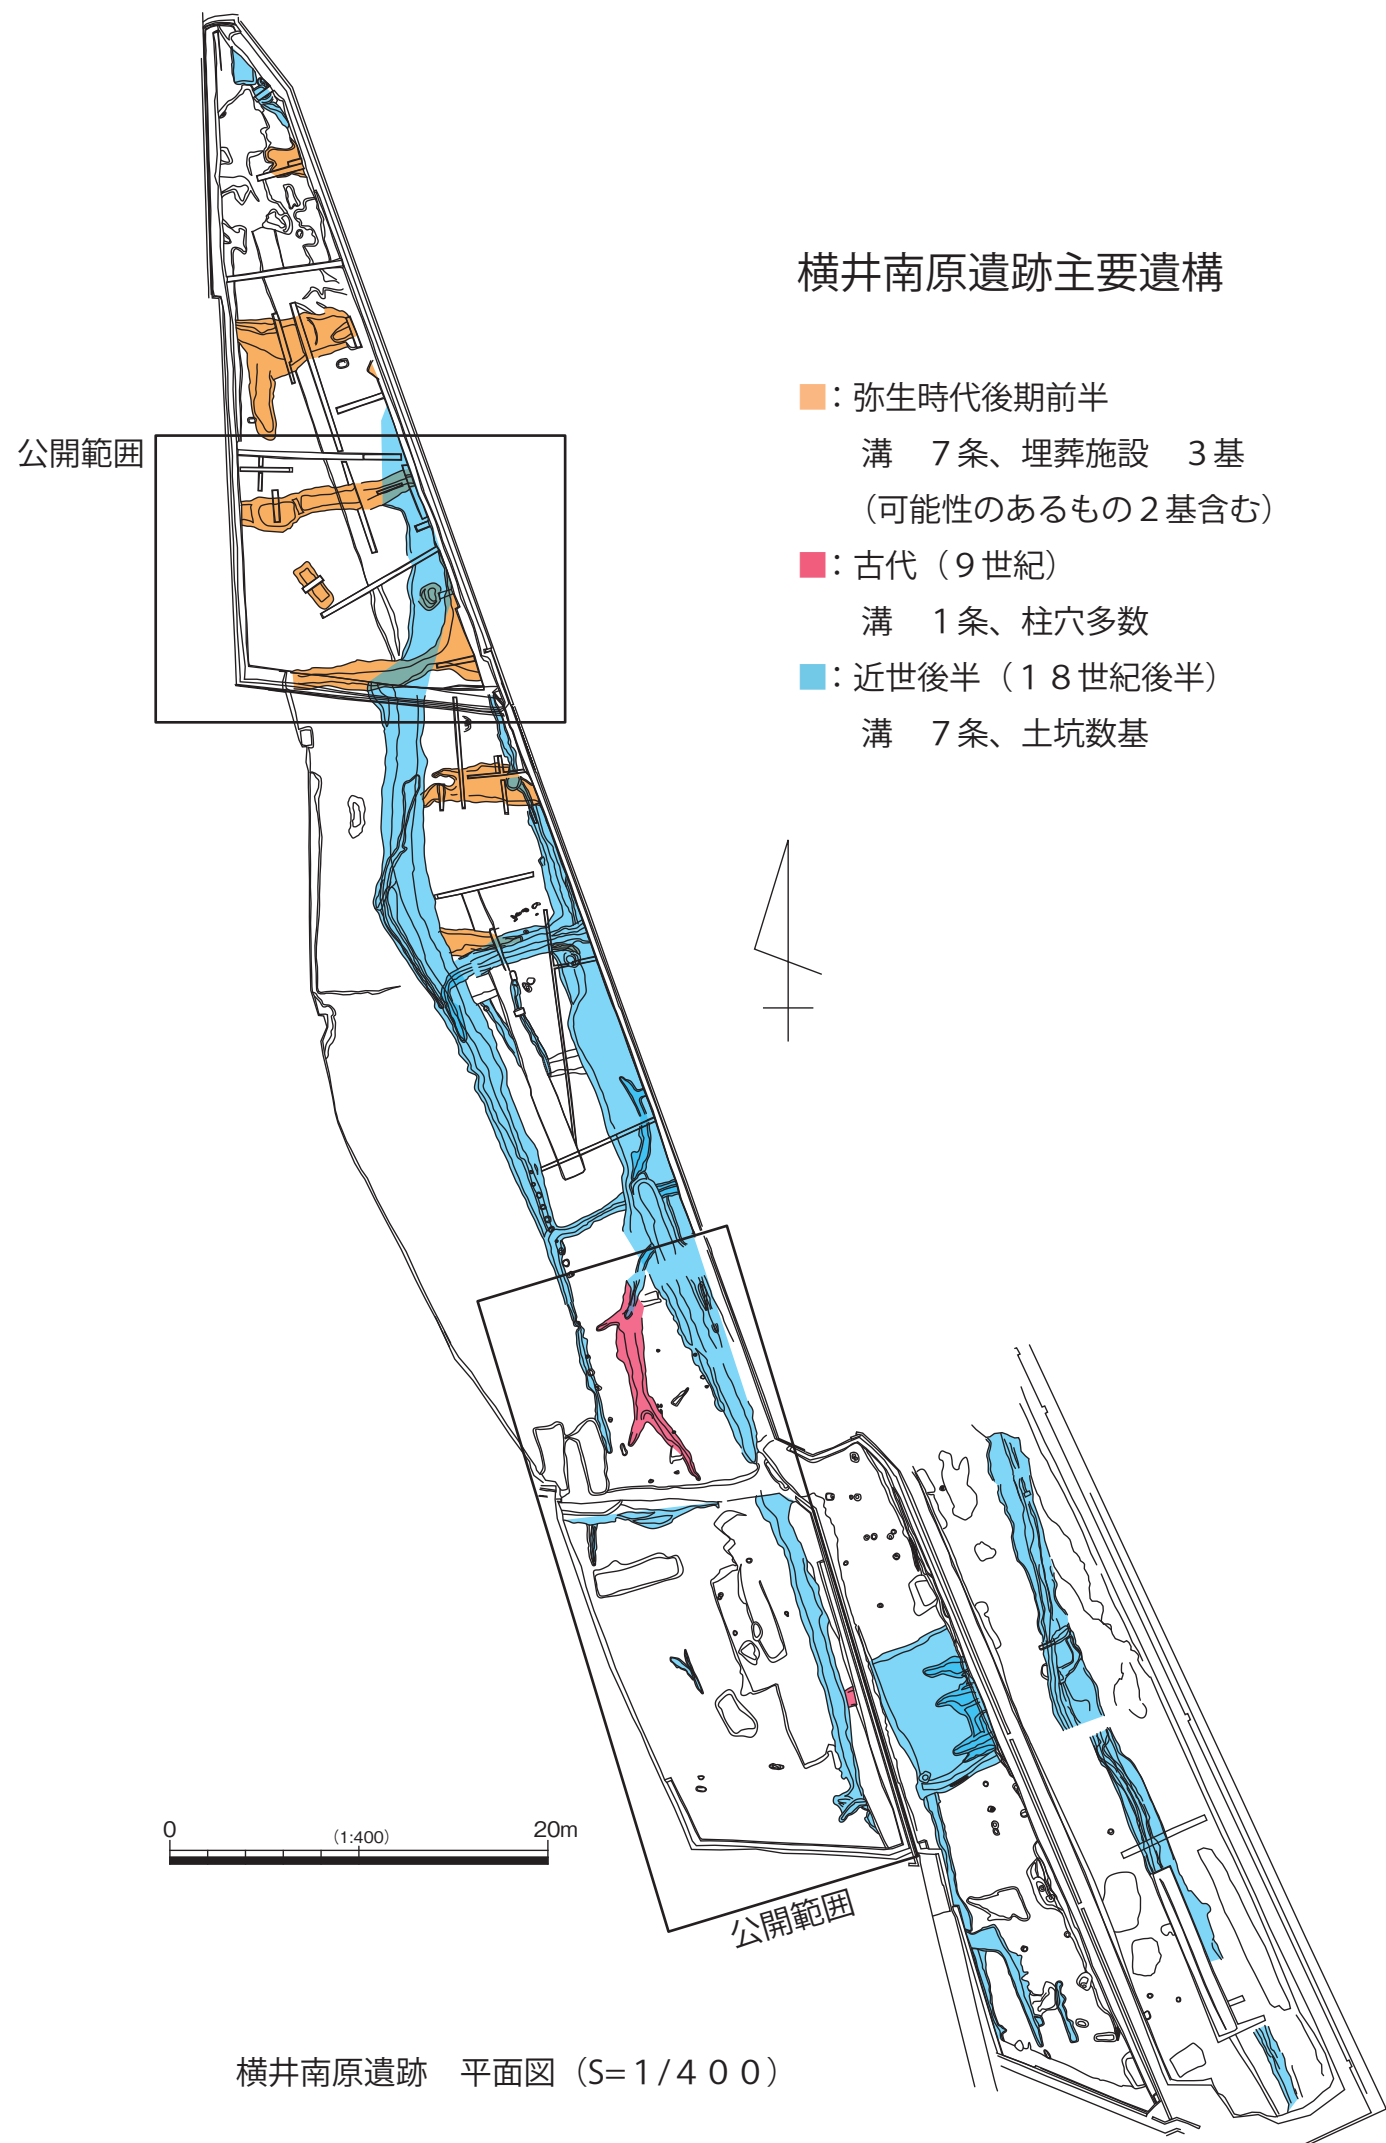 横井南原遺跡主要遺構
■：弥生時代後期前半
溝　７条、埋葬施設　３基
（可能性のあるもの２基含む）
■：古代（９世紀）
溝　１条、柱穴多数
■：近世後半（１８世紀後半）
溝　７条、土坑数基
公開範囲
0 (1:400) 20m
公開範囲
横井南原遺跡　平面図（S=１/４００）